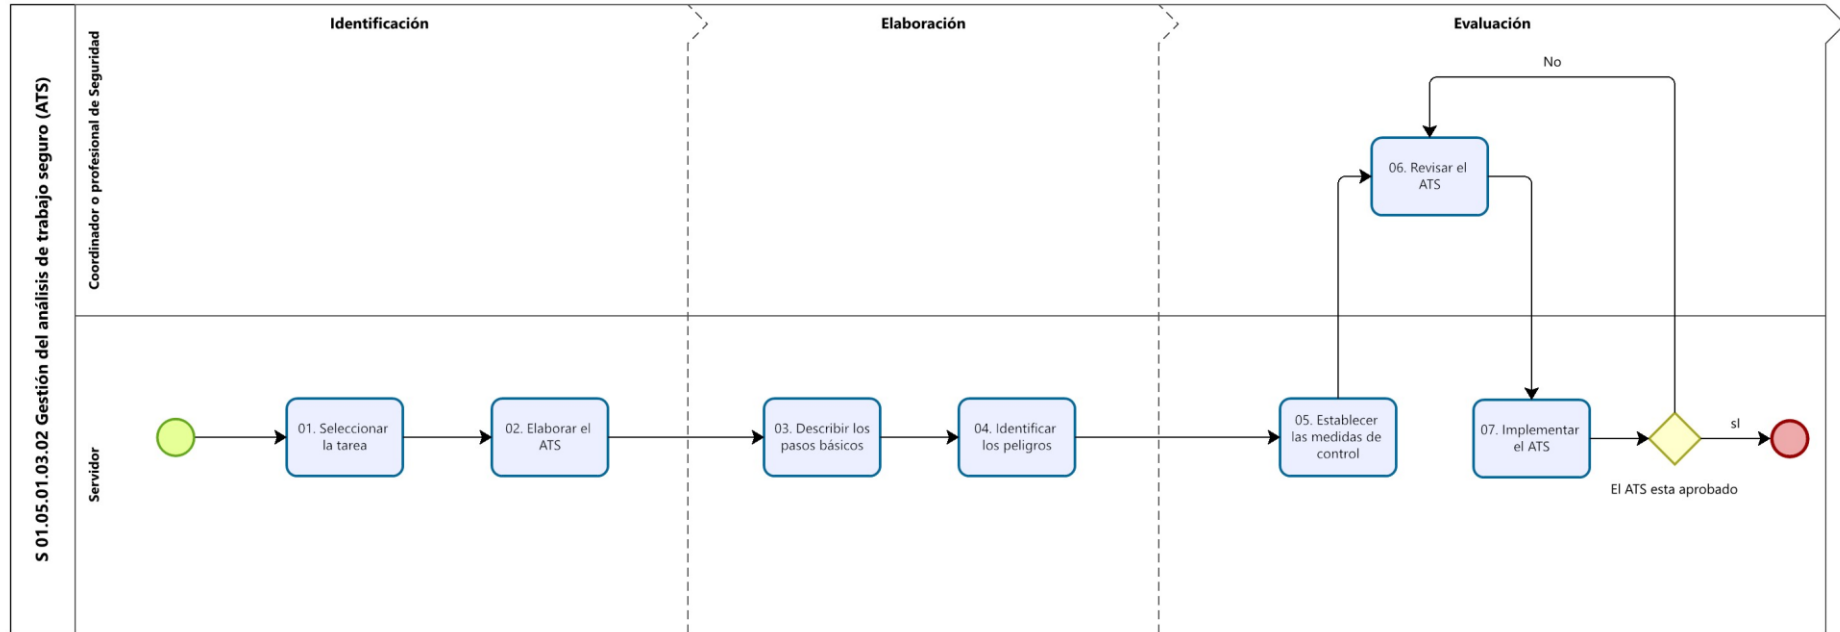 S 01.05.01.03.02 Gestión del análisis de trabajo seguro (ATS)
Identificación
Elaboración
Evaluación
Coordinador o profesional de Seguridad
No
06. Revisar el
ATS
Servidor
01. Seleccionar
la tarea
02. Elaborar el
ATS
03. Describir los
pasos básicos
04. Identificar
los peligros
05. Establecer
las medidas de
control
07. Implementar
el ATS
sI
El ATS esta aprobado